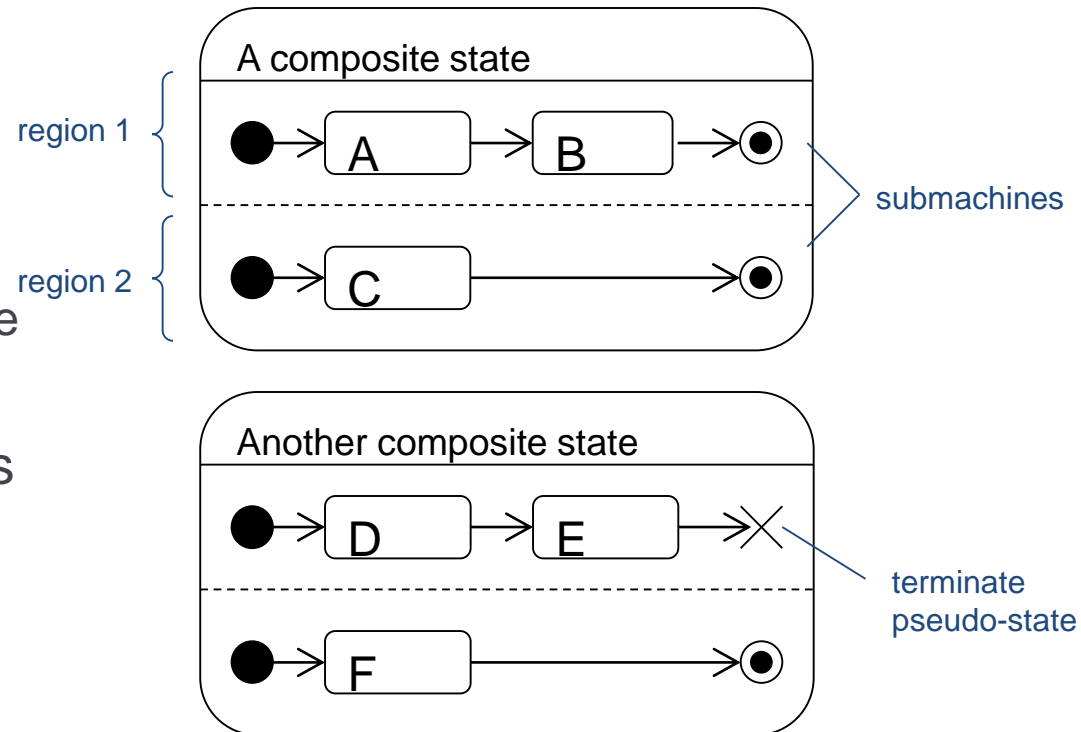 A composite state
region 1
A
B
submachines
region 2
C
e
Another composite state
s
D
E
terminate
pseudo-state
F